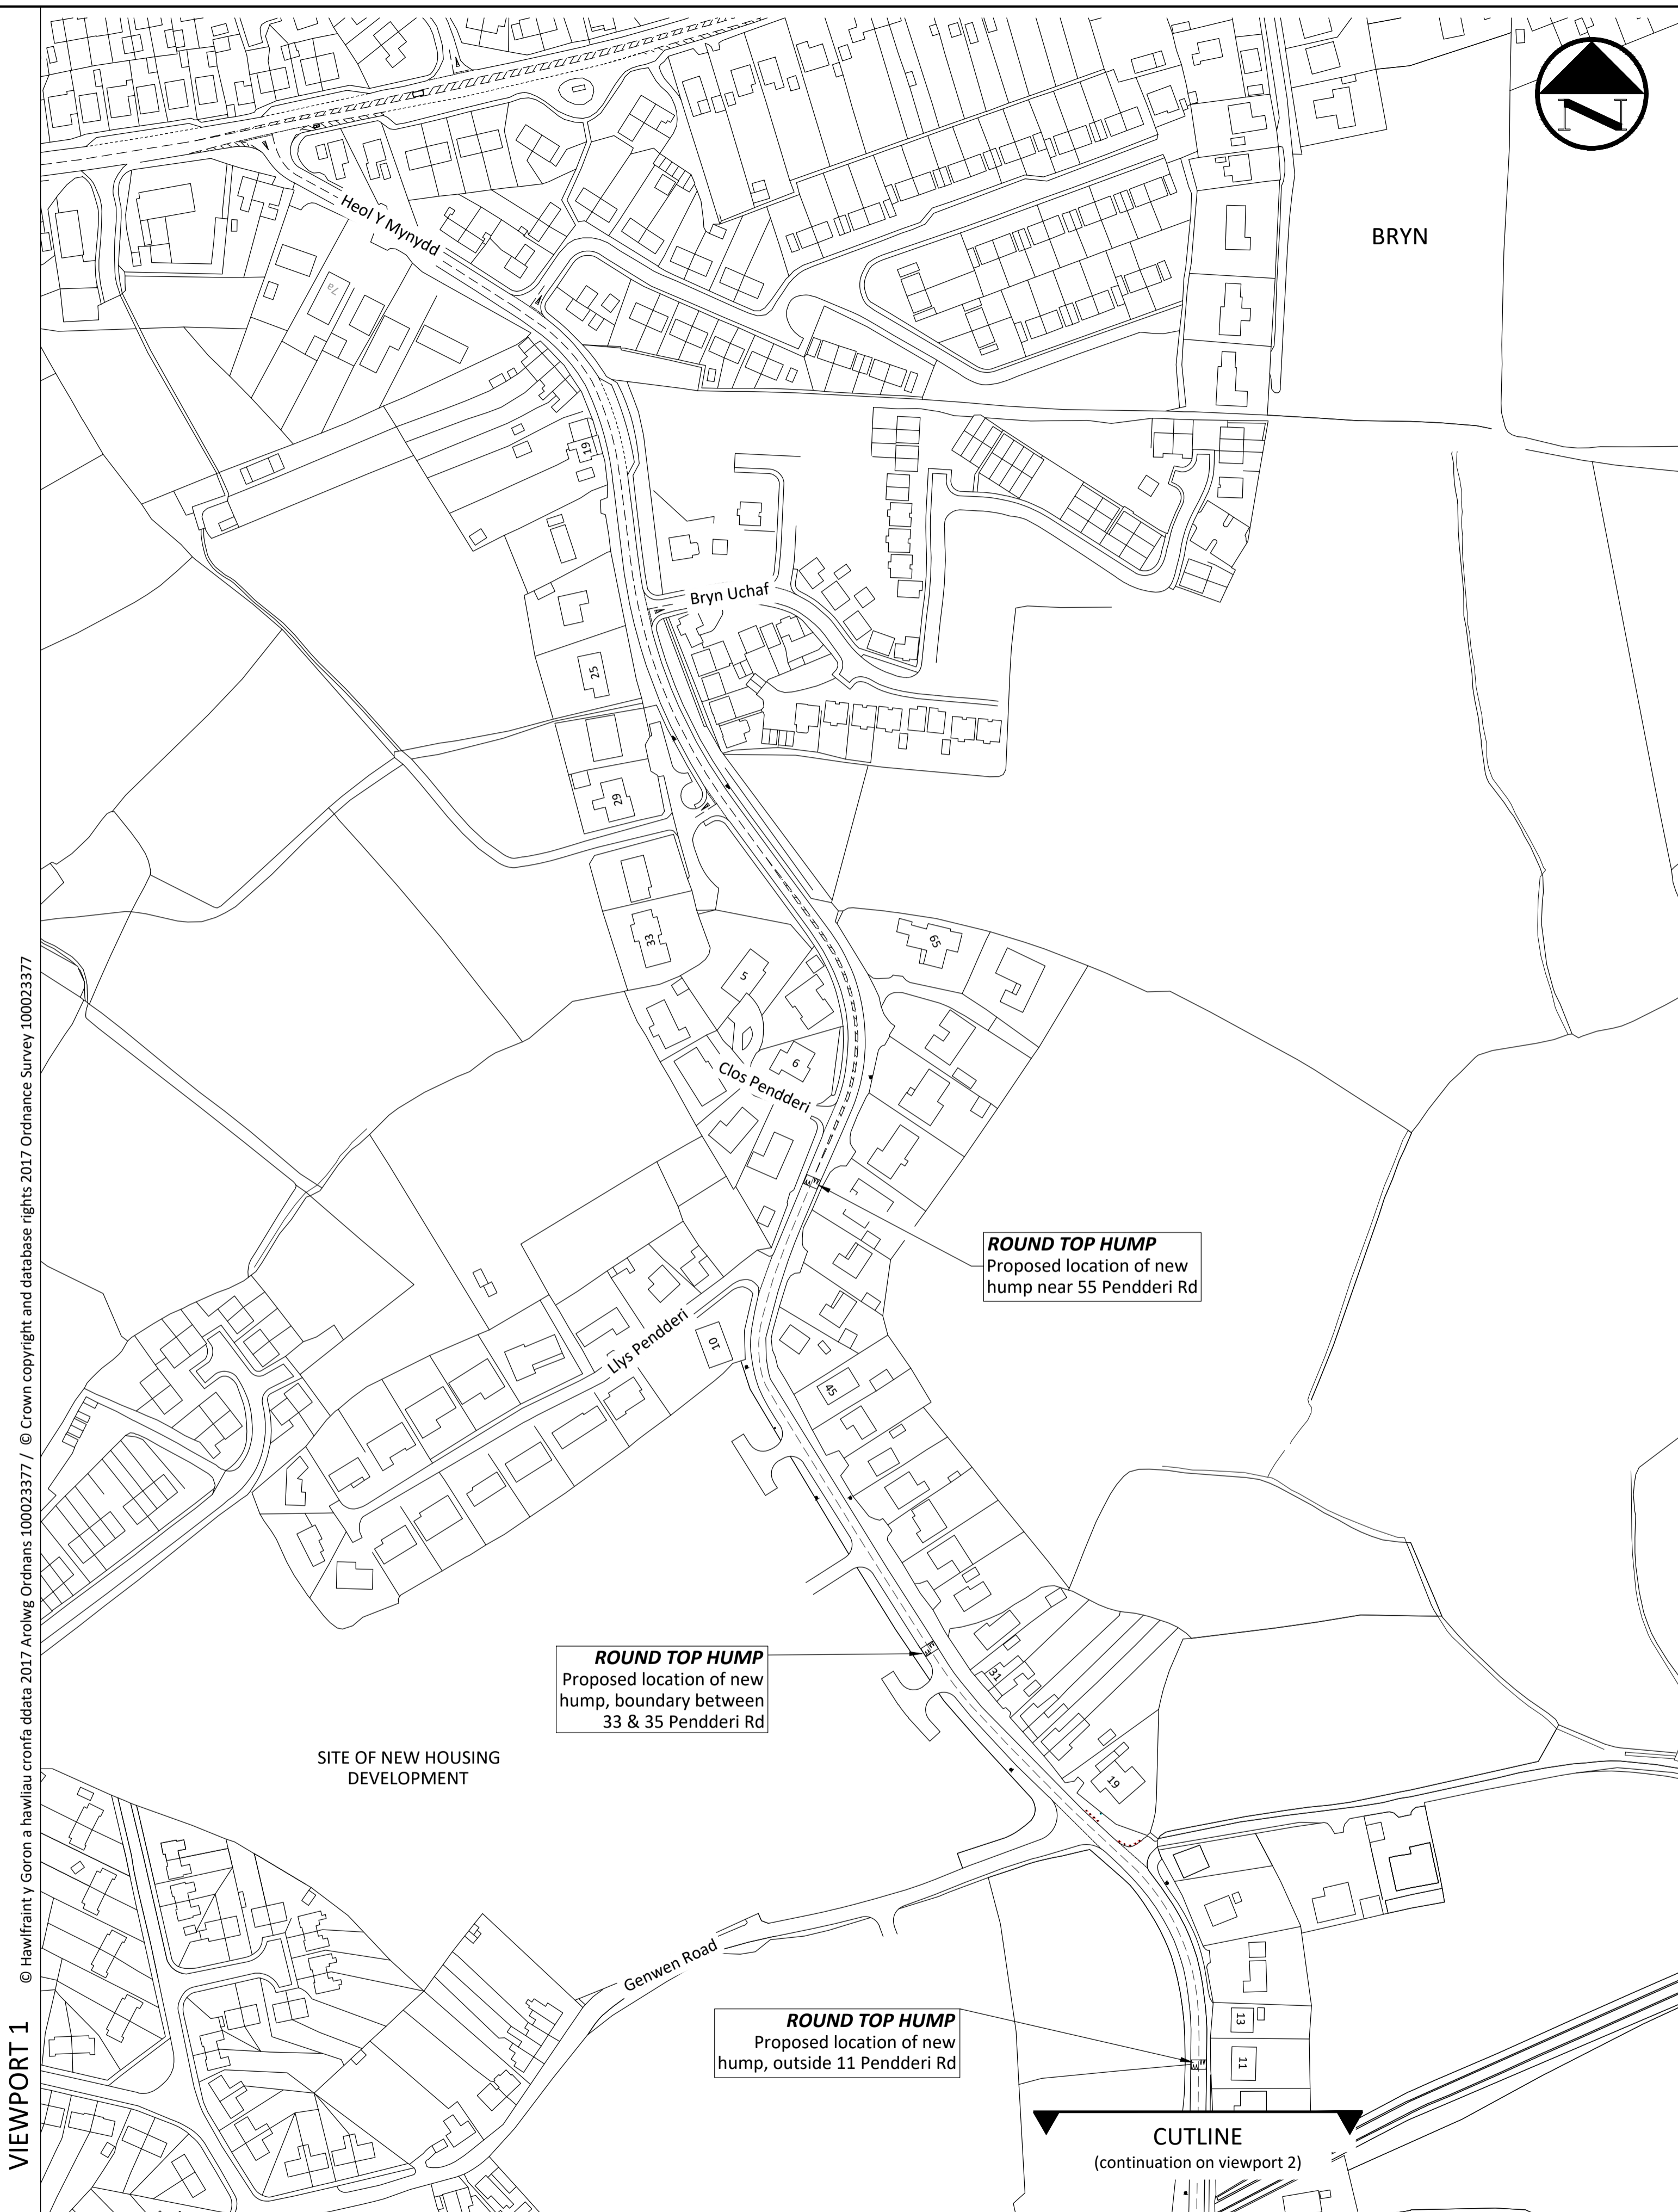 N
BRYN
Heol Y Mynydd
7a
19
Bryn Uchaf
25
29
33
65
5
6
Clos Pendderi
ROUND TOP HUMP
Proposed location of new
hump near 55 Pendderi Rd
Llys Pendderi
10
45
ROUND TOP HUMP
Proposed location of new
hump, boundary between
33 & 35 Pendderi Rd
31
SITE OF NEW HOUSING
DEVELOPMENT
19
Genwen Road
ROUND TOP HUMP
Proposed location of new
hump, outside 11 Pendderi Rd
13
11
CUTLINE
(continuation on viewport 2)
VIEWPORT 1
© Hawlfraint y Goron a hawliau cronfa ddata 2017 Arolwg Ordnans 100023377 / © Crown copyright and database rights 2017 Ordnance Survey 100023377